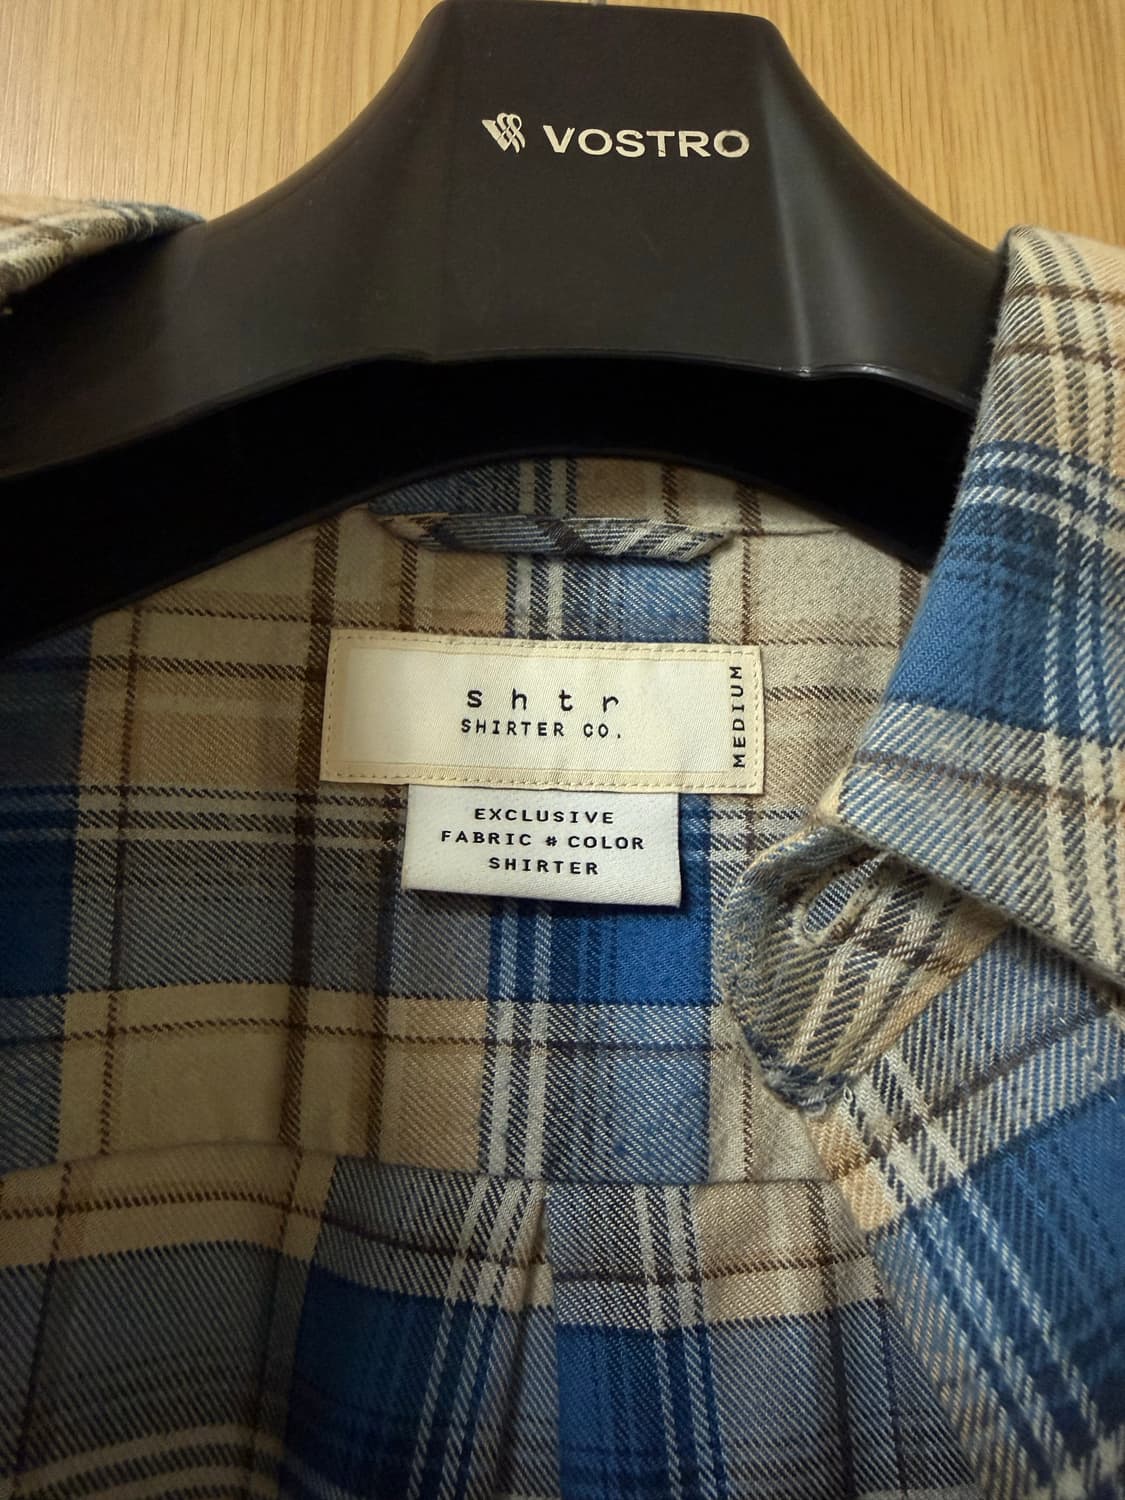 VOSTRO
shtr
SHIRTER CO.
MEDIUM
EXCLUSIVE
FABRIC # COLOR
SHIRTER